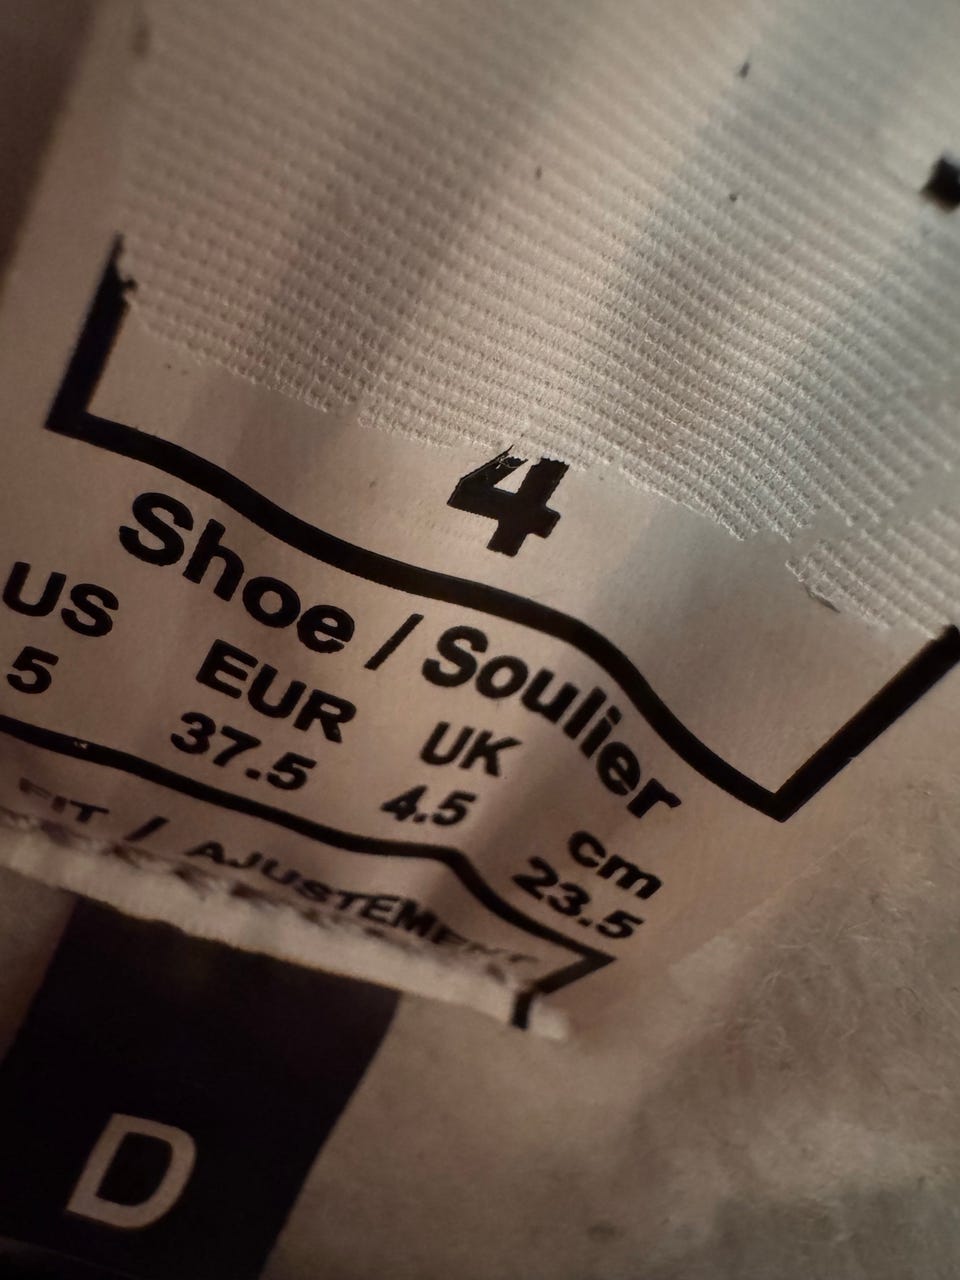 4
Shoe / Soulier
US EUR UK cm
5 37.5 4.5 23.5
FIT / AJUSTEMENT
D